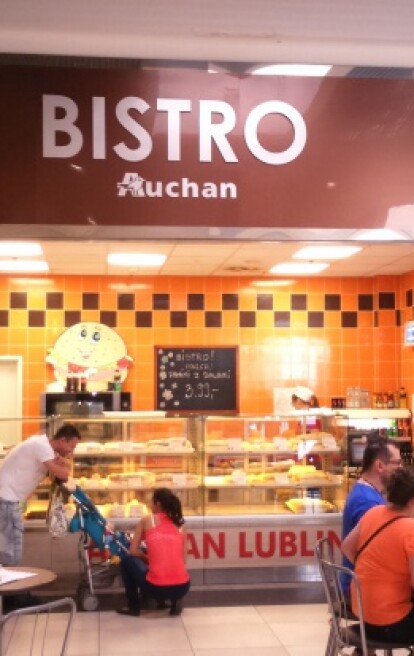 BISTRO
Auchan
BISTRO!
3.99,-
AN LUBLIN